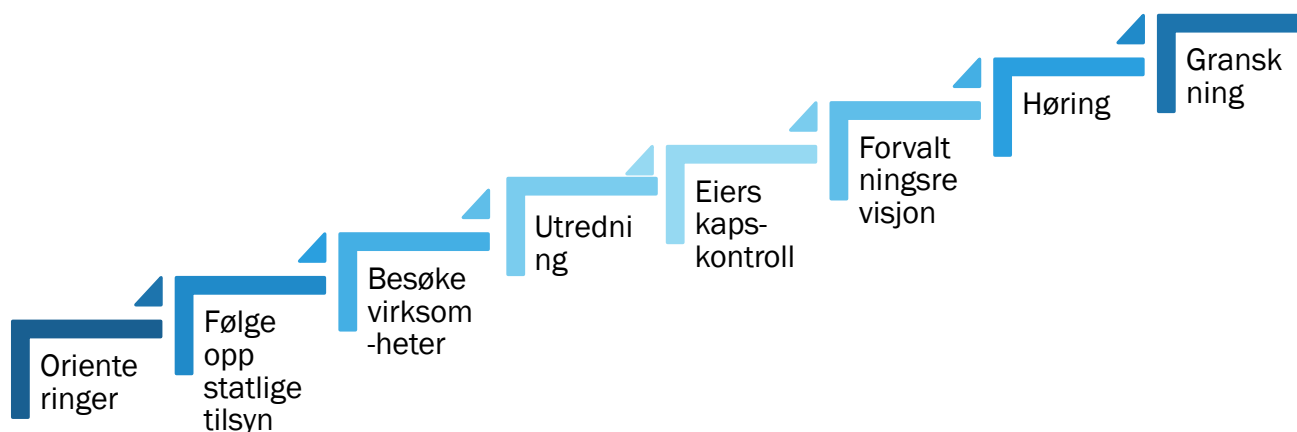 Oriente
ringer
Følge
opp
statlige
tilsyn
Besøke
virksom
-heter
Utredni
ng
Eiers
kaps-
kontroll
Forvalt
ningsre
visjon
Høring
Gransk
ning